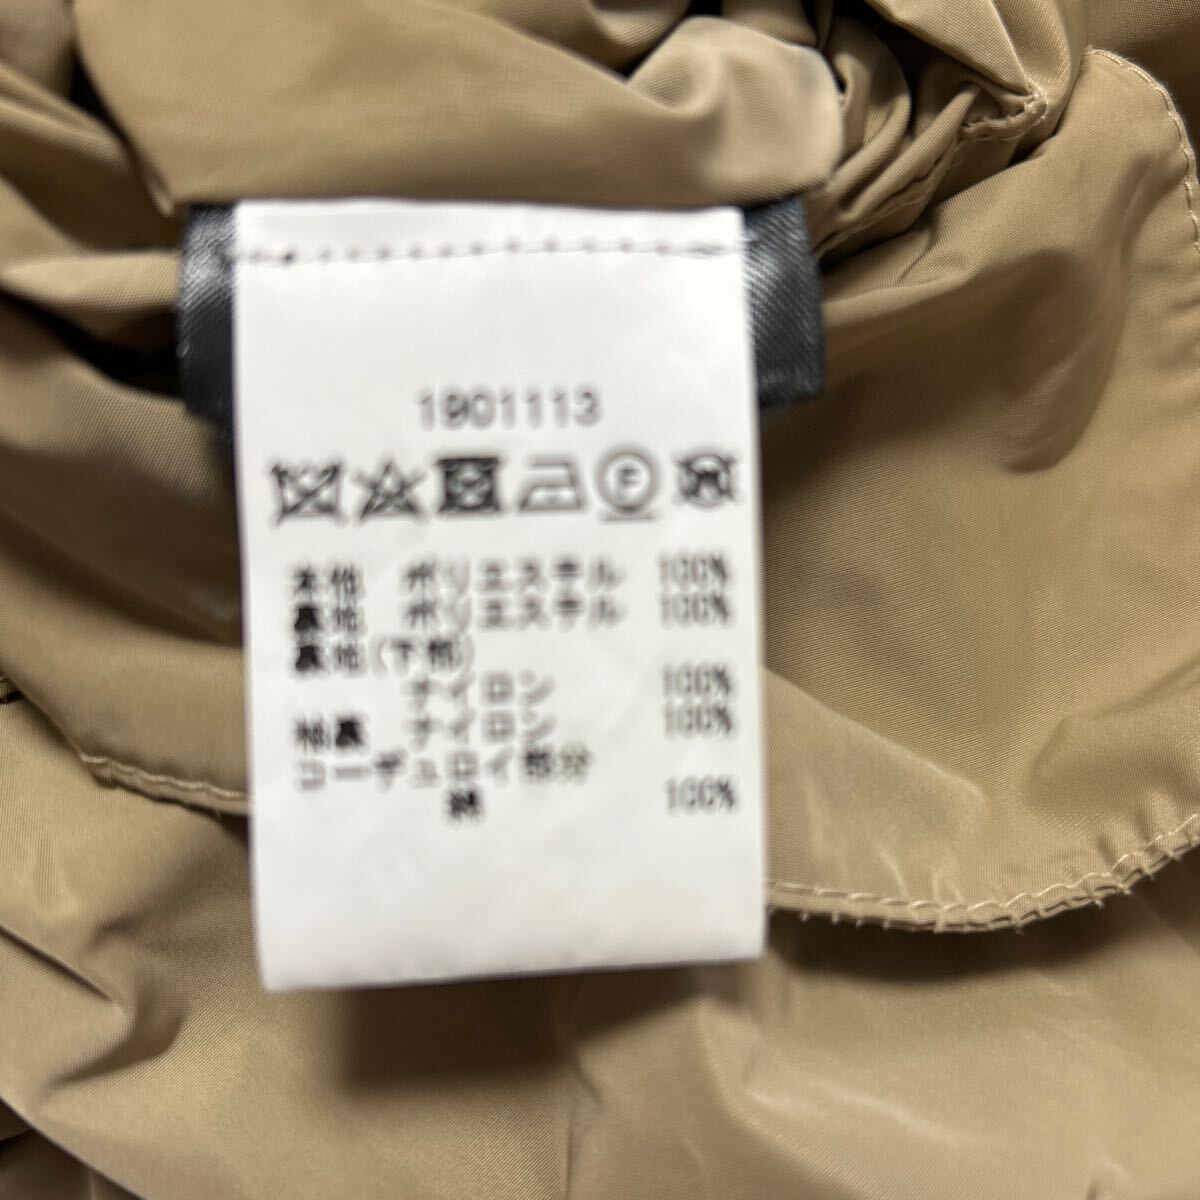 1901113
F
本体 ポリエステル 100%
裏地 ポリエステル 100%
裏地(下部)
ナイロン 100%
袖裏 ナイロン 100%
コーデュロイ部分
綿 100%